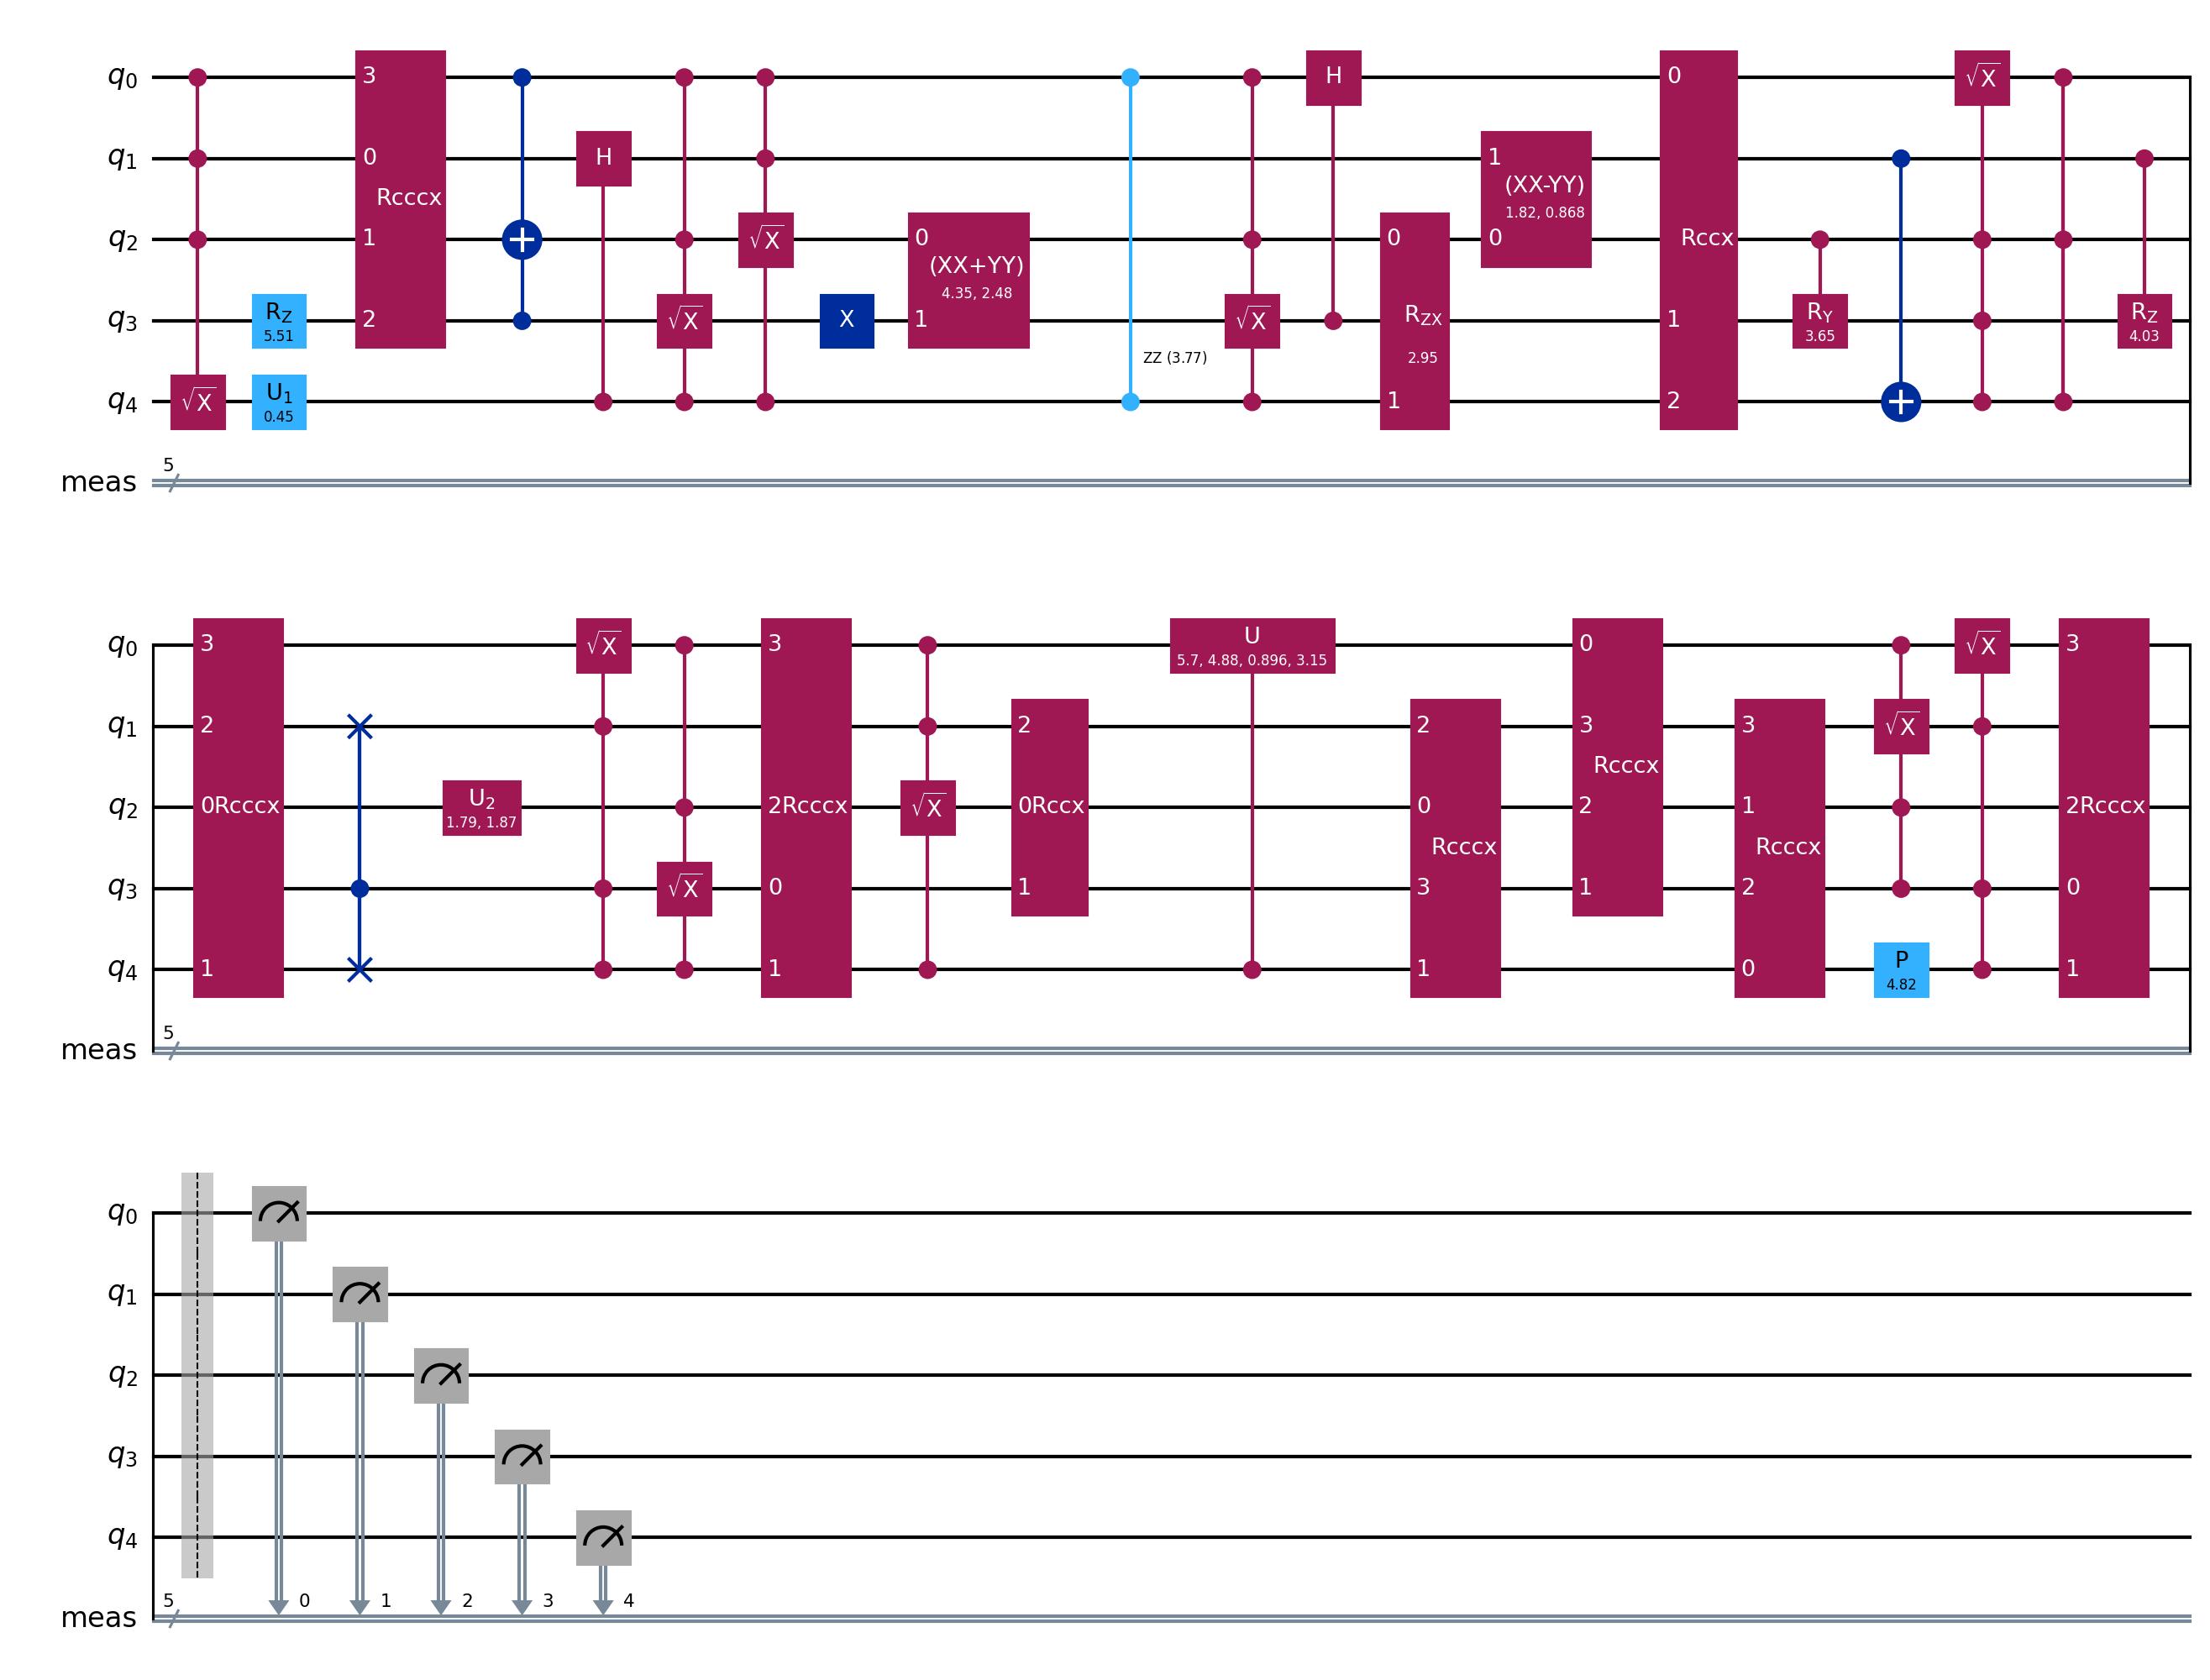 q0 3 H 0 √X
q1 0 H 1
Rcccx (XX-YY)
1.82, 0.868
q2 1 √X 0 0 0 Rccx
(XX+YY)
4.35, 2.48
q3 RZ 2 √X X 1 √X RZX 1 RY RZ
5.51 3.65 4.03
ZZ (3.77) 2.95
q4 √X U1 1 2
0.45
meas 5
q0 3 √X 3 U 0 √X 3
5.7, 4.88, 0.896, 3.15
q1 2 2 2 3 3 √X
Rcccx
q2 0Rcccx U2 2Rcccx √X 0Rccx 0 2 1 2Rcccx
1.79, 1.87
Rcccx Rcccx
q3 √X 0 1 3 1 2 0
q4 1 1 1 0 P 1
4.82
meas 5
q0
q1
q2
q3
q4
meas 5 0 1 2 3 4